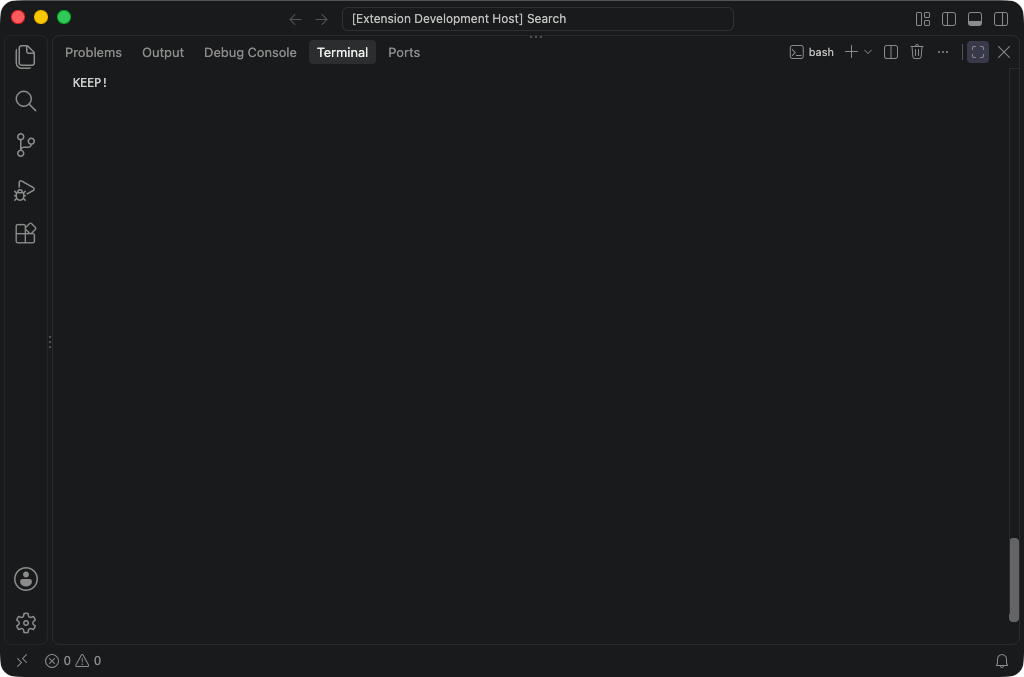 [Extension Development Host] Search
Problems Output Debug Console Terminal Ports bash
KEEP!
0 0